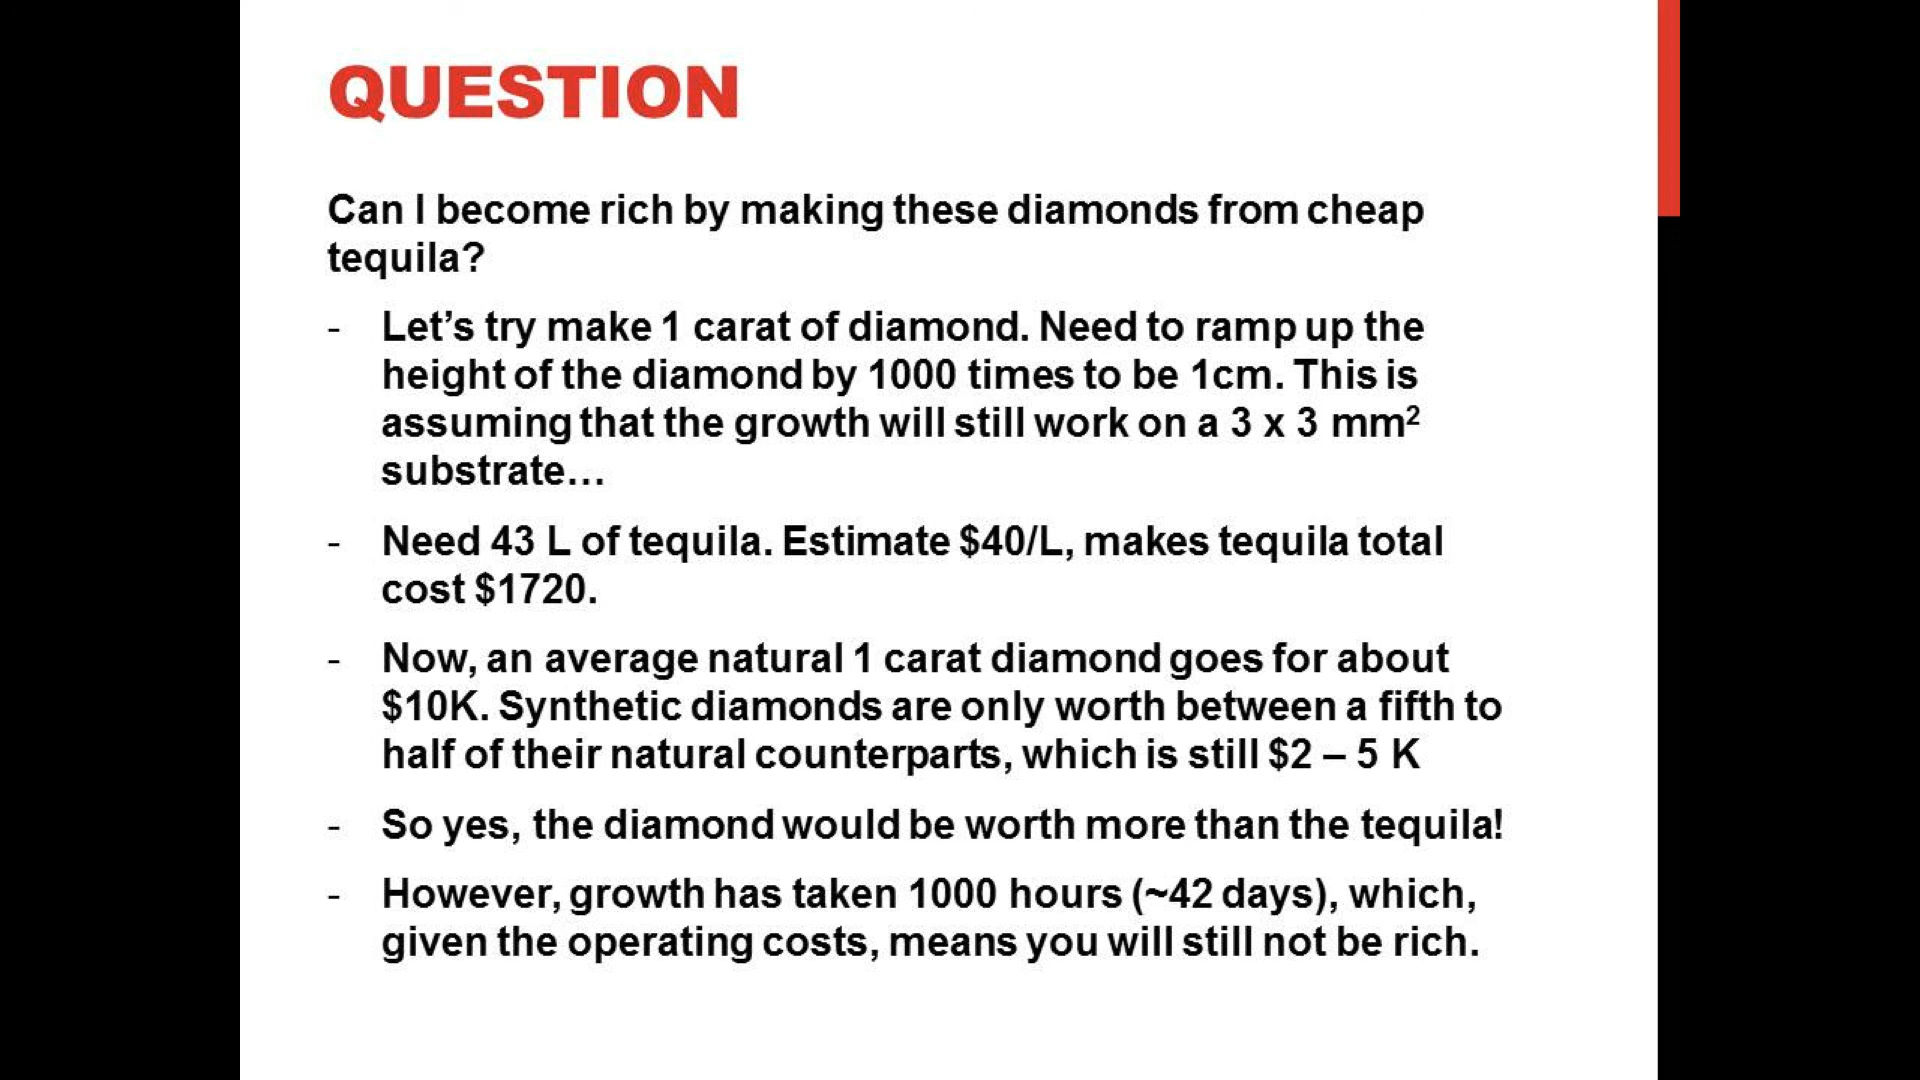 QUESTION
Can I become rich by making these diamonds from cheap
tequila?
- Let's try make 1 carat of diamond. Need to ramp up the
height of the diamond by 1000 times to be 1cm. This is
assuming that the growth will still work on a 3 x 3 mm²
substrate…
- Need 43 L of tequila. Estimate $40/L, makes tequila total
cost $1720.
- Now, an average natural 1 carat diamond goes for about
$10K. Synthetic diamonds are only worth between a fifth to
half of their natural counterparts, which is still $2 – 5 K
- So yes, the diamond would be worth more than the tequila!
- However, growth has taken 1000 hours (~42 days), which,
given the operating costs, means you will still not be rich.